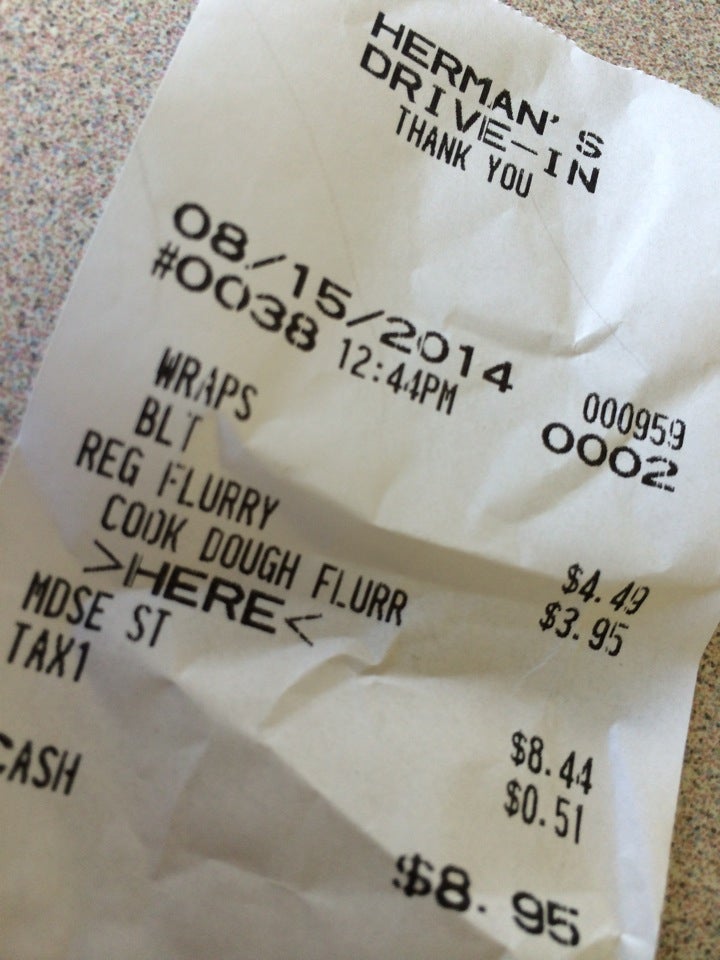 HERMAN'S
DRIVE-IN
THANK YOU
08/15/2014 000959
#0038 12:44PM 0002
WRAPS
BLT $4.49
REG FLURRY $3.95
COOK DOUGH FLURR
>HERE<
MDSE ST $8.44
TAX1 $0.51
CASH $8.95